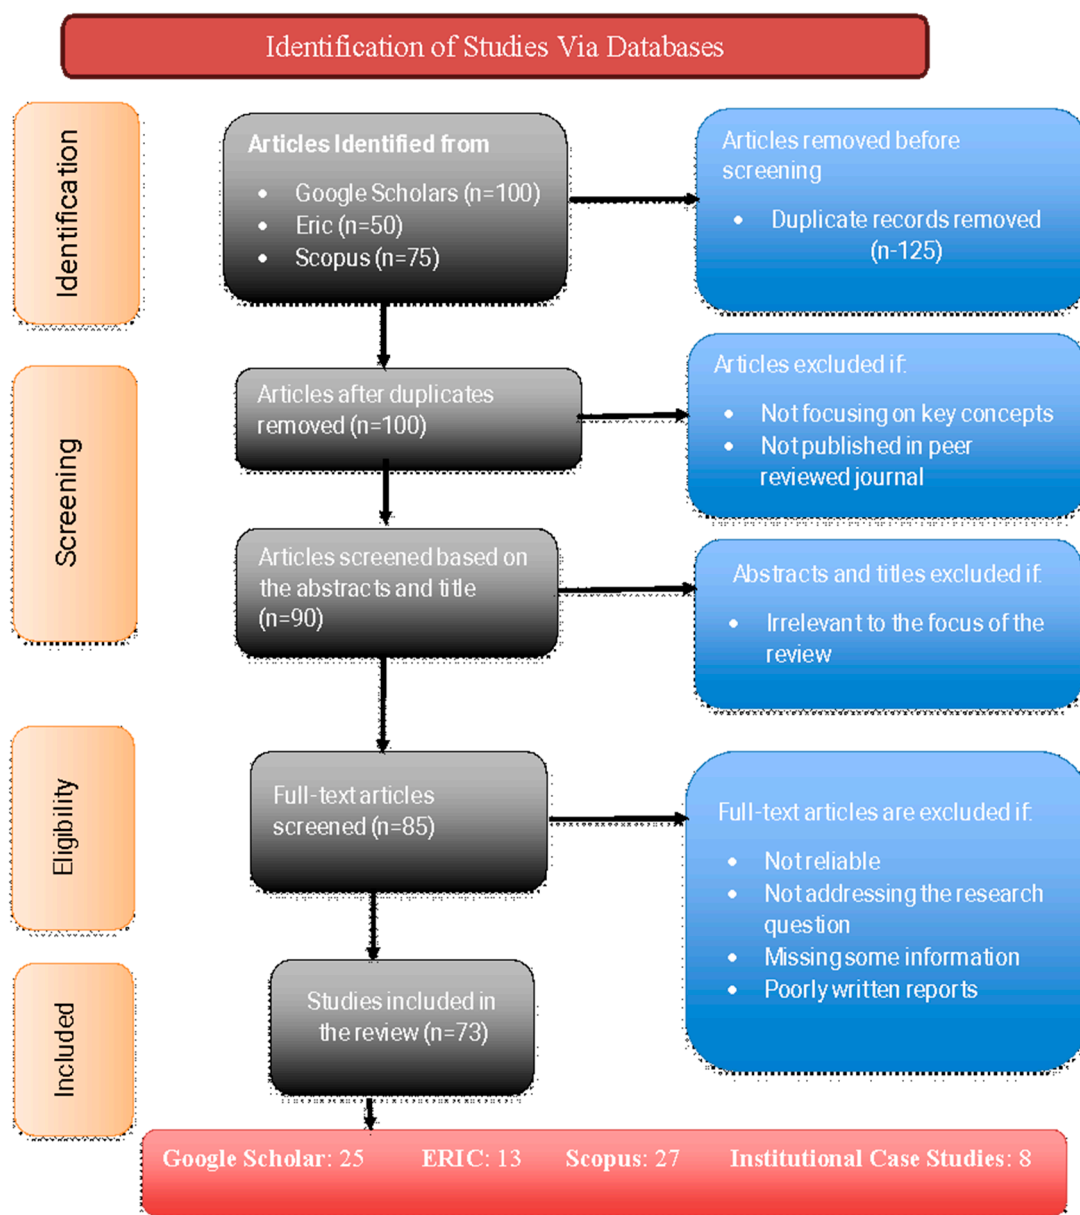 Identification of Studies Via Databases
Identification
Articles Identified from
• Google Scholars (n=100)
• Eric (n=50)
• Scopus (n=75)
Articles removed before
screening
• Duplicate records removed
(n-125)
Screening
Articles after duplicates
removed (n=100)
Articles excluded if:
• Not focusing on key concepts
• Not published in peer
reviewed journal
Articles screened based on
the abstracts and title
(n=90)
Abstracts and titles excluded if:
• Irrelevant to the focus of the
review
Eligibility
Full-text articles
screened (n=85)
Full-text articles are excluded if:
• Not reliable
• Not addressing the research
question
• Missing some information
• Poorly written reports
Included
Studies included in
the review (n=73)
Google Scholar: 25 ERIC: 13 Scopus: 27 Institutional Case Studies: 8